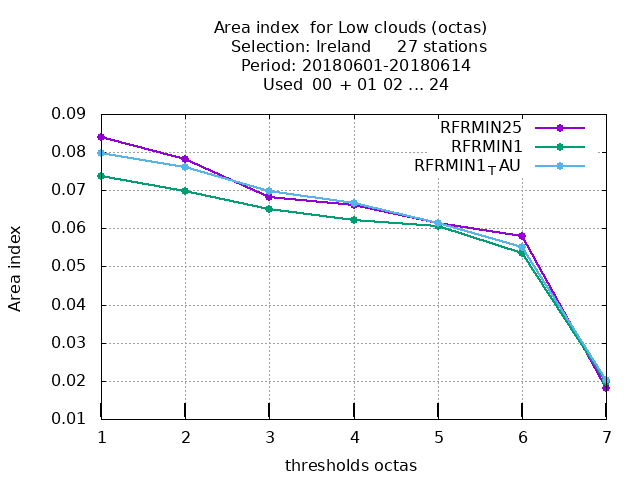 Area index  for Low clouds (octas)
Selection: Ireland     27 stations
Period: 20180601-20180614
Used  00  + 01 02 ... 24
RFRMIN25
RFRMIN1
RFRMIN1TAU
0.09
0.08
0.07
0.06
0.05
0.04
0.03
0.02
0.01
Area index
1 2 3 4 5 6 7
thresholds octas